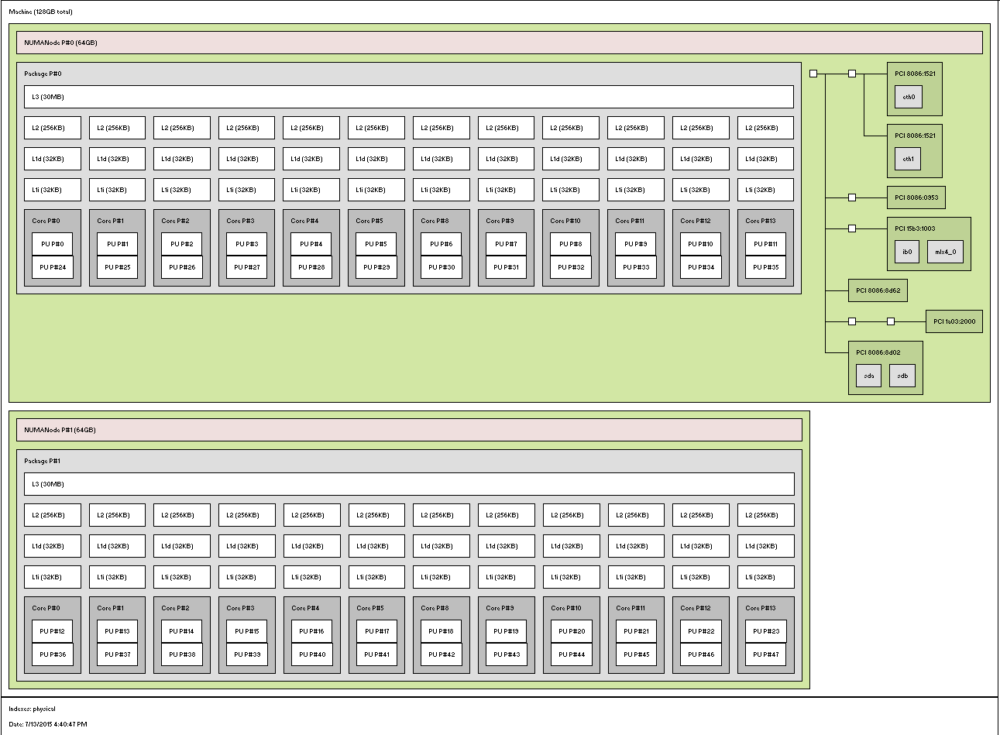 Machine (128GB total)
NUMANode P#0 (64GB)
Package P#0
L3 (30MB)
L2 (256KB) L2 (256KB) L2 (256KB) L2 (256KB) L2 (256KB) L2 (256KB) L2 (256KB) L2 (256KB) L2 (256KB) L2 (256KB) L2 (256KB) L2 (256KB)
L1d (32KB) L1d (32KB) L1d (32KB) L1d (32KB) L1d (32KB) L1d (32KB) L1d (32KB) L1d (32KB) L1d (32KB) L1d (32KB) L1d (32KB) L1d (32KB)
L1i (32KB) L1i (32KB) L1i (32KB) L1i (32KB) L1i (32KB) L1i (32KB) L1i (32KB) L1i (32KB) L1i (32KB) L1i (32KB) L1i (32KB) L1i (32KB)
Core P#0 Core P#1 Core P#2 Core P#3 Core P#4 Core P#5 Core P#8 Core P#9 Core P#10 Core P#11 Core P#12 Core P#13
PU P#0 PU P#1 PU P#2 PU P#3 PU P#4 PU P#5 PU P#6 PU P#7 PU P#8 PU P#9 PU P#10 PU P#11
PU P#24 PU P#25 PU P#26 PU P#27 PU P#28 PU P#29 PU P#30 PU P#31 PU P#32 PU P#33 PU P#34 PU P#35
PCI 8086:1521
eth0
PCI 8086:1521
eth1
PCI 8086:0953
PCI 15b3:1003
ib0 mlx4_0
PCI 8086:8d62
PCI 1a03:2000
PCI 8086:8d02
sda sdb
NUMANode P#1 (64GB)
Package P#1
L3 (30MB)
L2 (256KB) L2 (256KB) L2 (256KB) L2 (256KB) L2 (256KB) L2 (256KB) L2 (256KB) L2 (256KB) L2 (256KB) L2 (256KB) L2 (256KB) L2 (256KB)
L1d (32KB) L1d (32KB) L1d (32KB) L1d (32KB) L1d (32KB) L1d (32KB) L1d (32KB) L1d (32KB) L1d (32KB) L1d (32KB) L1d (32KB) L1d (32KB)
L1i (32KB) L1i (32KB) L1i (32KB) L1i (32KB) L1i (32KB) L1i (32KB) L1i (32KB) L1i (32KB) L1i (32KB) L1i (32KB) L1i (32KB) L1i (32KB)
Core P#0 Core P#1 Core P#2 Core P#3 Core P#4 Core P#5 Core P#8 Core P#9 Core P#10 Core P#11 Core P#12 Core P#13
PU P#12 PU P#13 PU P#14 PU P#15 PU P#16 PU P#17 PU P#18 PU P#19 PU P#20 PU P#21 PU P#22 PU P#23
PU P#36 PU P#37 PU P#38 PU P#39 PU P#40 PU P#41 PU P#42 PU P#43 PU P#44 PU P#45 PU P#46 PU P#47
Indexes: physical
Date: 7/13/2015 4:40:47 PM